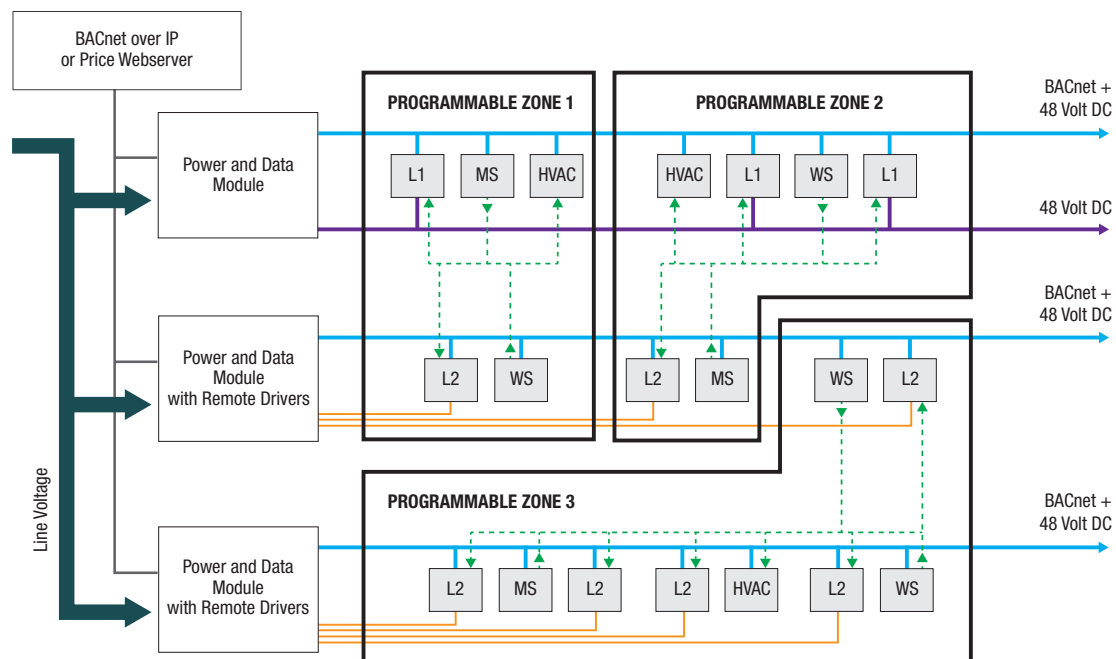 BACnet over IP
or Price Webserver
PROGRAMMABLE ZONE 1
PROGRAMMABLE ZONE 2
BACnet +
48 Volt DC
Power and Data
Module
L1
MS
HVAC
HVAC
L1
WS
L1
48 Volt DC
BACnet +
48 Volt DC
Power and Data
Module
with Remote Drivers
L2
WS
L2
MS
WS
L2
Line Voltage
PROGRAMMABLE ZONE 3
BACnet +
48 Volt DC
Power and Data
Module
with Remote Drivers
L2
MS
L2
L2
HVAC
L2
WS